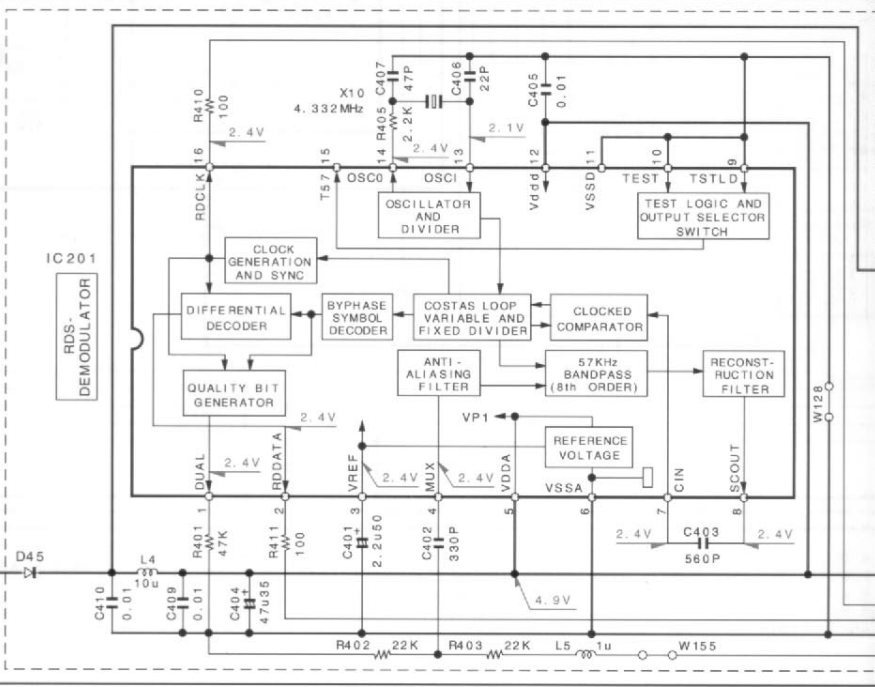 C407
47P
C406
22P
C405
0.01
X10
4.332MHz
R410
100
R405
2.2K
2.4V
2.4V
2.1V
16
15
14
13
12
11
10
9
RDCLK
T57
OSCO
OSCI
Vddd
VSSD
TEST
TSTLD
OSCILLATOR
AND
DIVIDER
TEST LOGIC AND
OUTPUT SELECTOR
SWITCH
IC201
RDS-
DEMODULATOR
CLOCK
GENERATION
AND SYNC
DIFFERENTIAL
DECODER
BYPHASE
SYMBOL
DECODER
COSTAS LOOP
VARIABLE AND
FIXED DIVIDER
CLOCKED
COMPARATOR
QUALITY BIT
GENERATOR
ANTI-
ALIASING
FILTER
57KHz
BANDPASS
(8th ORDER)
RECONST-
RUCTION
FILTER
W128
VP1
REFERENCE
VOLTAGE
2.4V
2.4V
2.4V
2.4V
DUAL
RDDATA
VREF
MUX
VDDA
VSSA
CIN
SCOUT
1
2
3
4
5
6
7
8
R401
47K
R411
100
C401
+
2.2u50
C402
330P
2.4V
C403
560P
2.4V
D45
L4
10u
C410
0.01
C409
0.01
C404
+
47u35
4.9V
R402
22K
R403
22K
L5
1u
W155